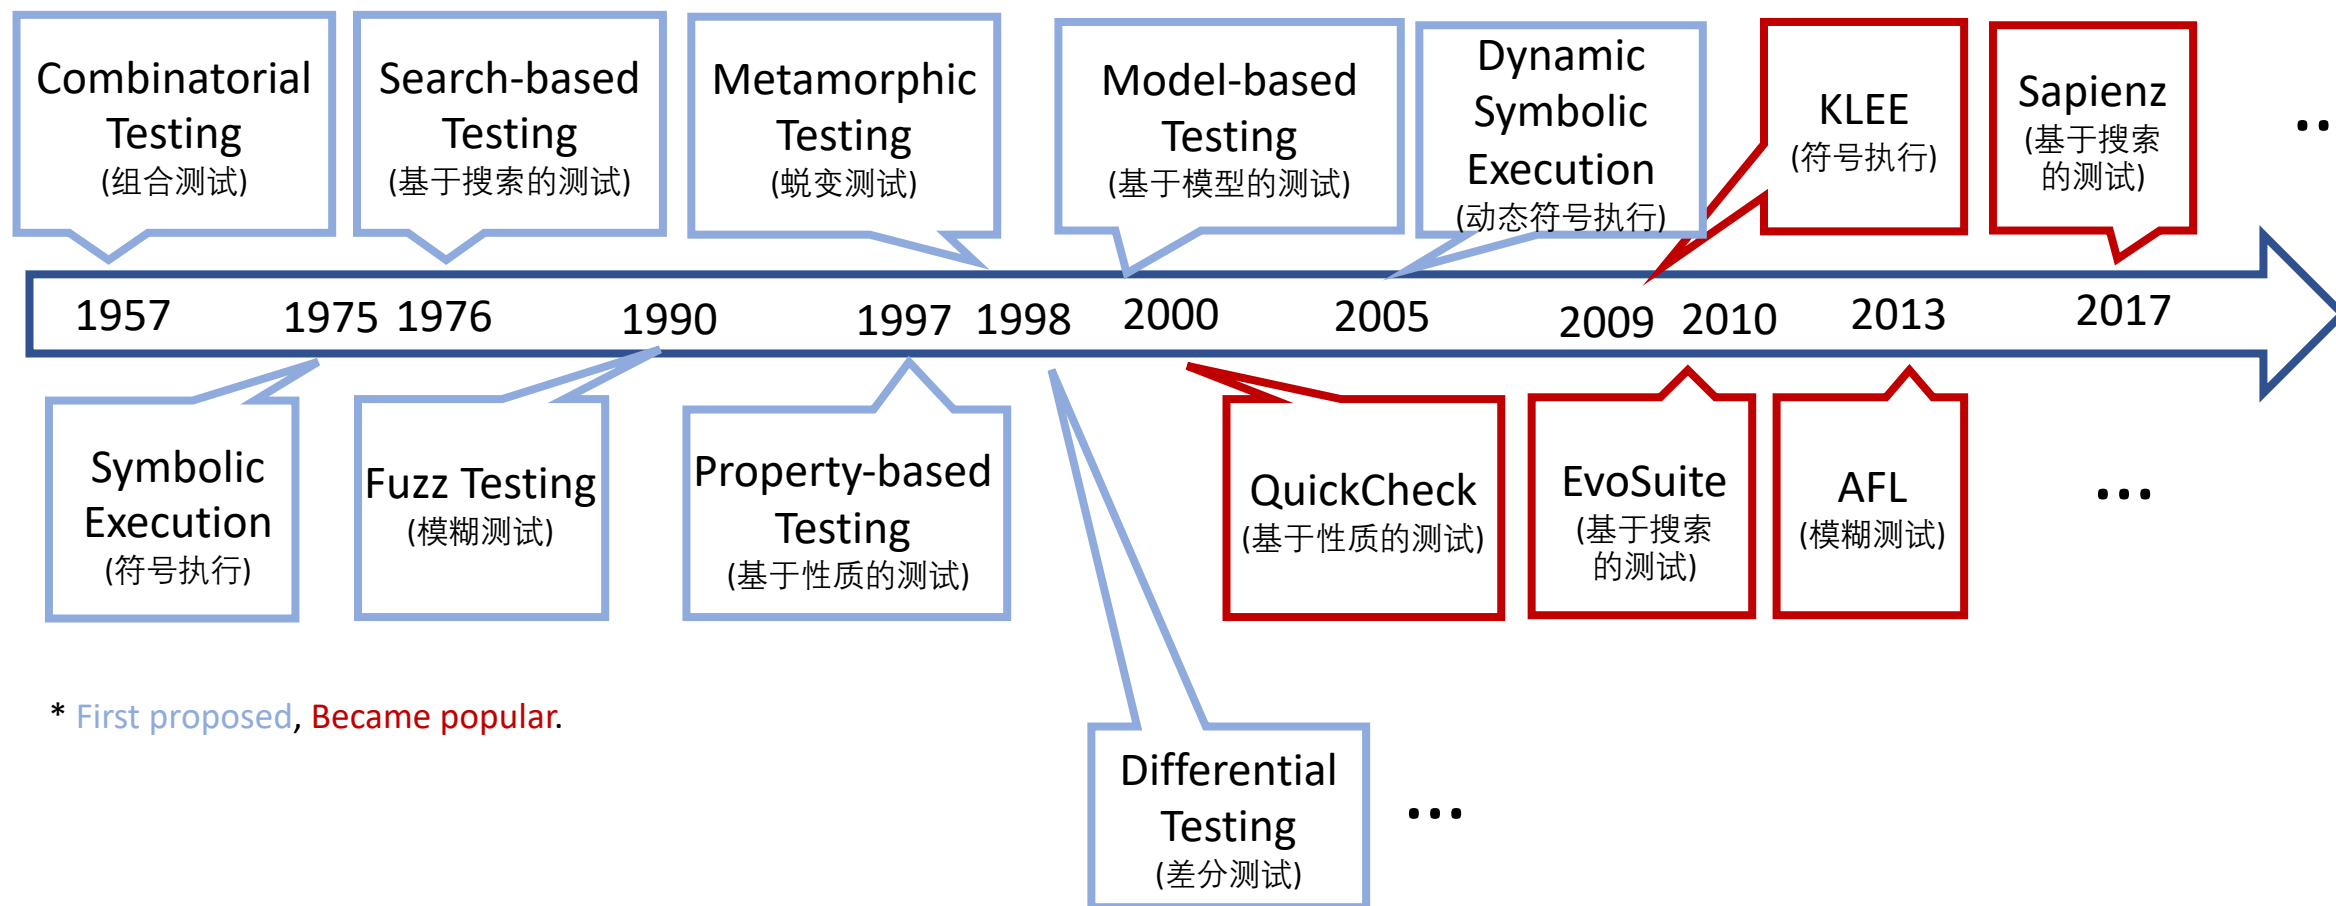 Combinatorial
Testing
(组合测试)
Search-based
Testing
(基于搜索的测试)
Metamorphic
Testing
(蜕变测试)
Model-based
Testing
(基于模型的测试)
Dynamic
Symbolic
Execution
(动态符号执行)
KLEE
(符号执行)
Sapienz
(基于搜索
的测试)
..
1957
1975
1976
1990
1997
1998
2000
2005
2009
2010
2013
2017
Symbolic
Execution
(符号执行)
Fuzz Testing
(模糊测试)
Property-based
Testing
(基于性质的测试)
QuickCheck
(基于性质的测试)
EvoSuite
(基于搜索
的测试)
AFL
(模糊测试)
...
* First proposed, Became popular.
Differential
Testing
(差分测试)
...